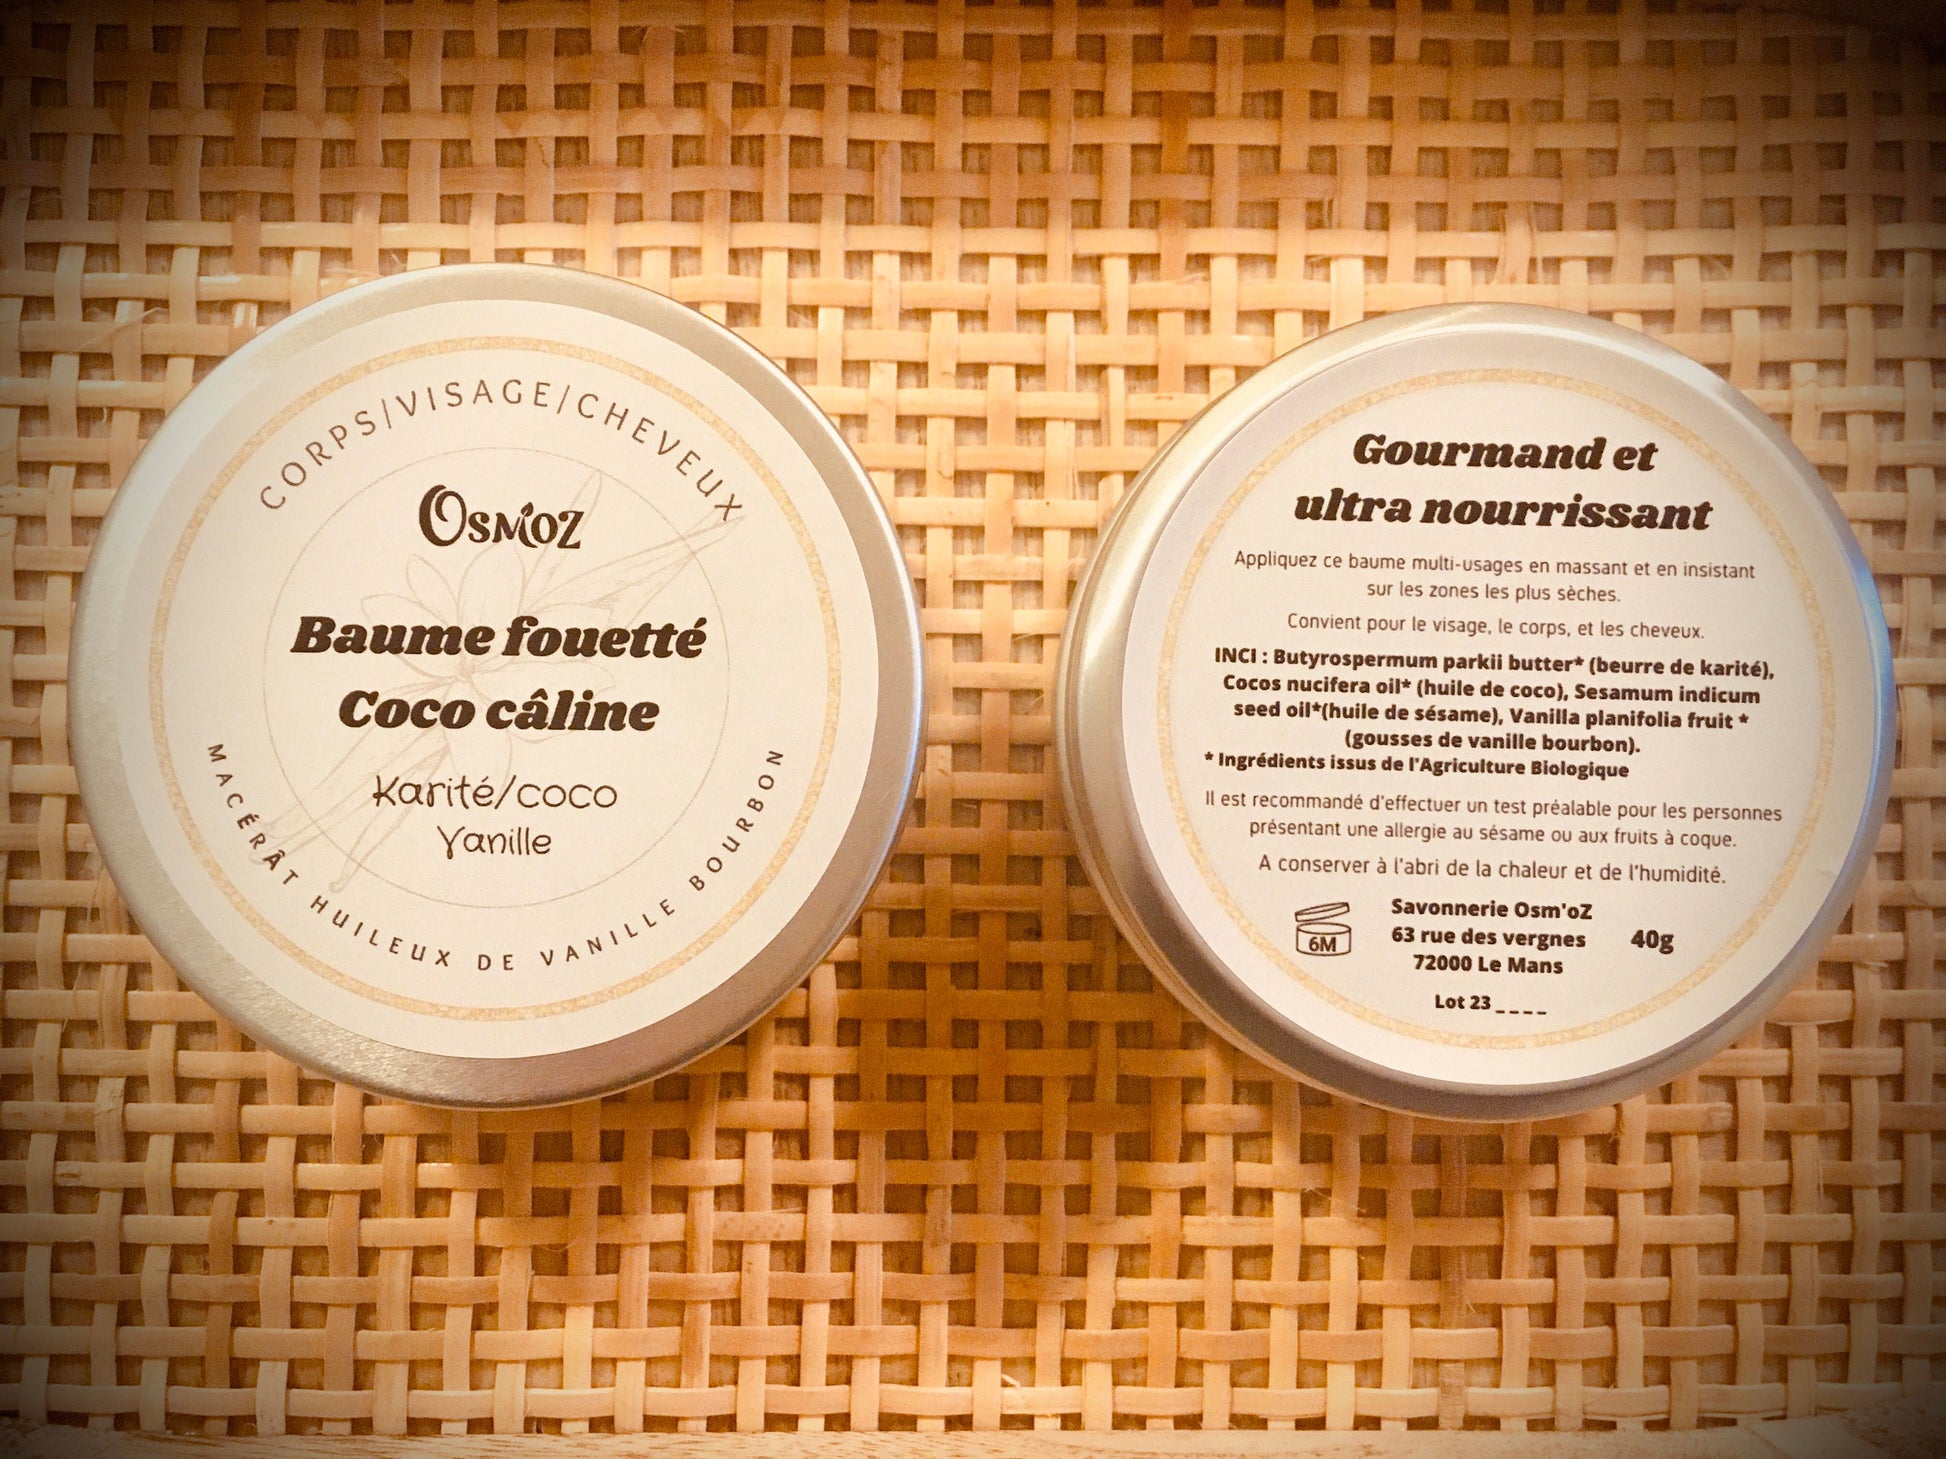 CORPS/VISAGE/CHEVEUX
OSM'OZ
Baume fouetté
Coco câline
Karité/coco
Vanille
MACÉRÂT HUILEUX DE VANILLE BOURBON
Gourmand et
ultra nourrissant
Appliquez ce baume multi-usages en massant et en insistant
sur les zones les plus sèches.
Convient pour le visage, le corps, et les cheveux.
INCI : Butyrospermum parkii butter* (beurre de karité),
Cocos nucifera oil* (huile de coco), Sesamum indicum
seed oil*(huile de sésame), Vanilla planifolia fruit *
(gousses de vanille bourbon).
* Ingrédients issus de l'Agriculture Biologique
Il est recommandé d'effectuer un test préalable pour les personnes
présentant une allergie au sésame ou aux fruits à coque.
A conserver à l'abri de la chaleur et de l'humidité.
6M
Savonnerie Osm'oZ
63 rue des vergnes
72000 Le Mans
40g
Lot 23_ _ _ _